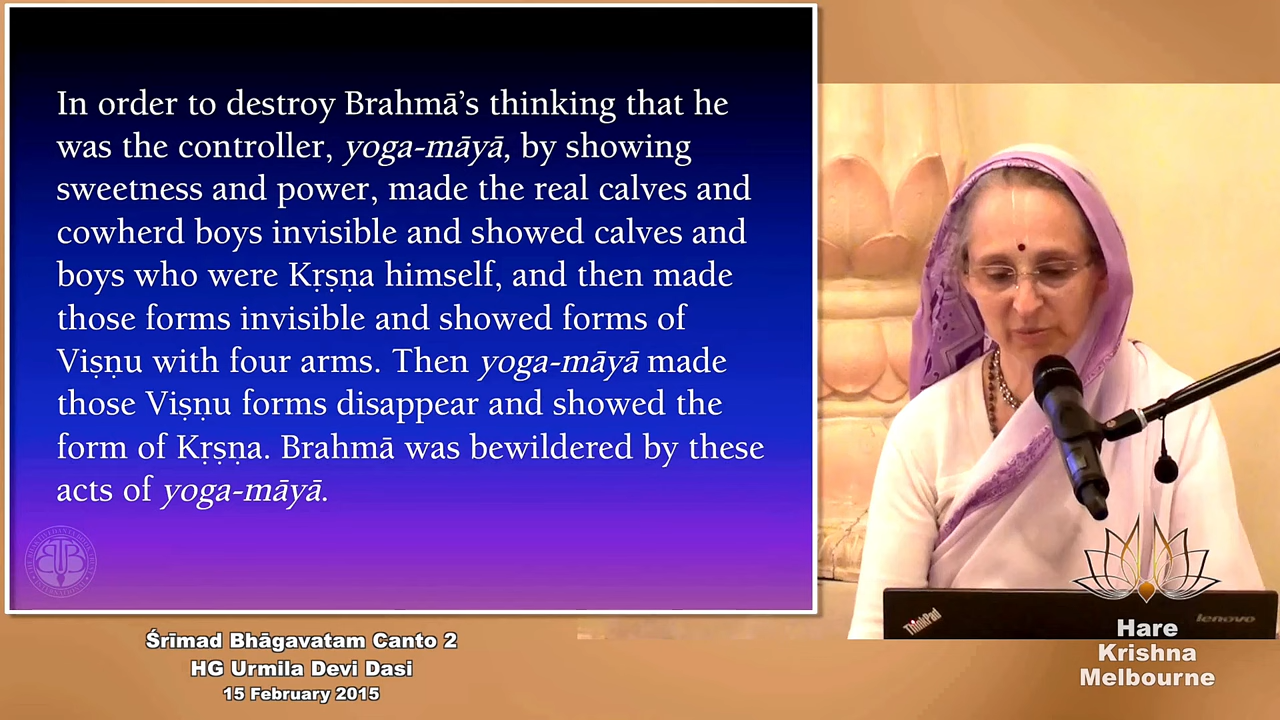 In order to destroy Brahmā’s thinking that he
was the controller, yoga-māyā, by showing
sweetness and power, made the real calves and
cowherd boys invisible and showed calves and
boys who were Kṛṣṇa himself, and then made
those forms invisible and showed forms of
Viṣṇu with four arms. Then yoga-māyā made
those Viṣṇu forms disappear and showed the
form of Kṛṣṇa. Brahmā was bewildered by these
acts of yoga-māyā.
Śrīmad Bhāgavatam Canto 2
HG Urmila Devi Dasi
15 February 2015
ThinkPad
lenovo
Hare
Krishna
Melbourne